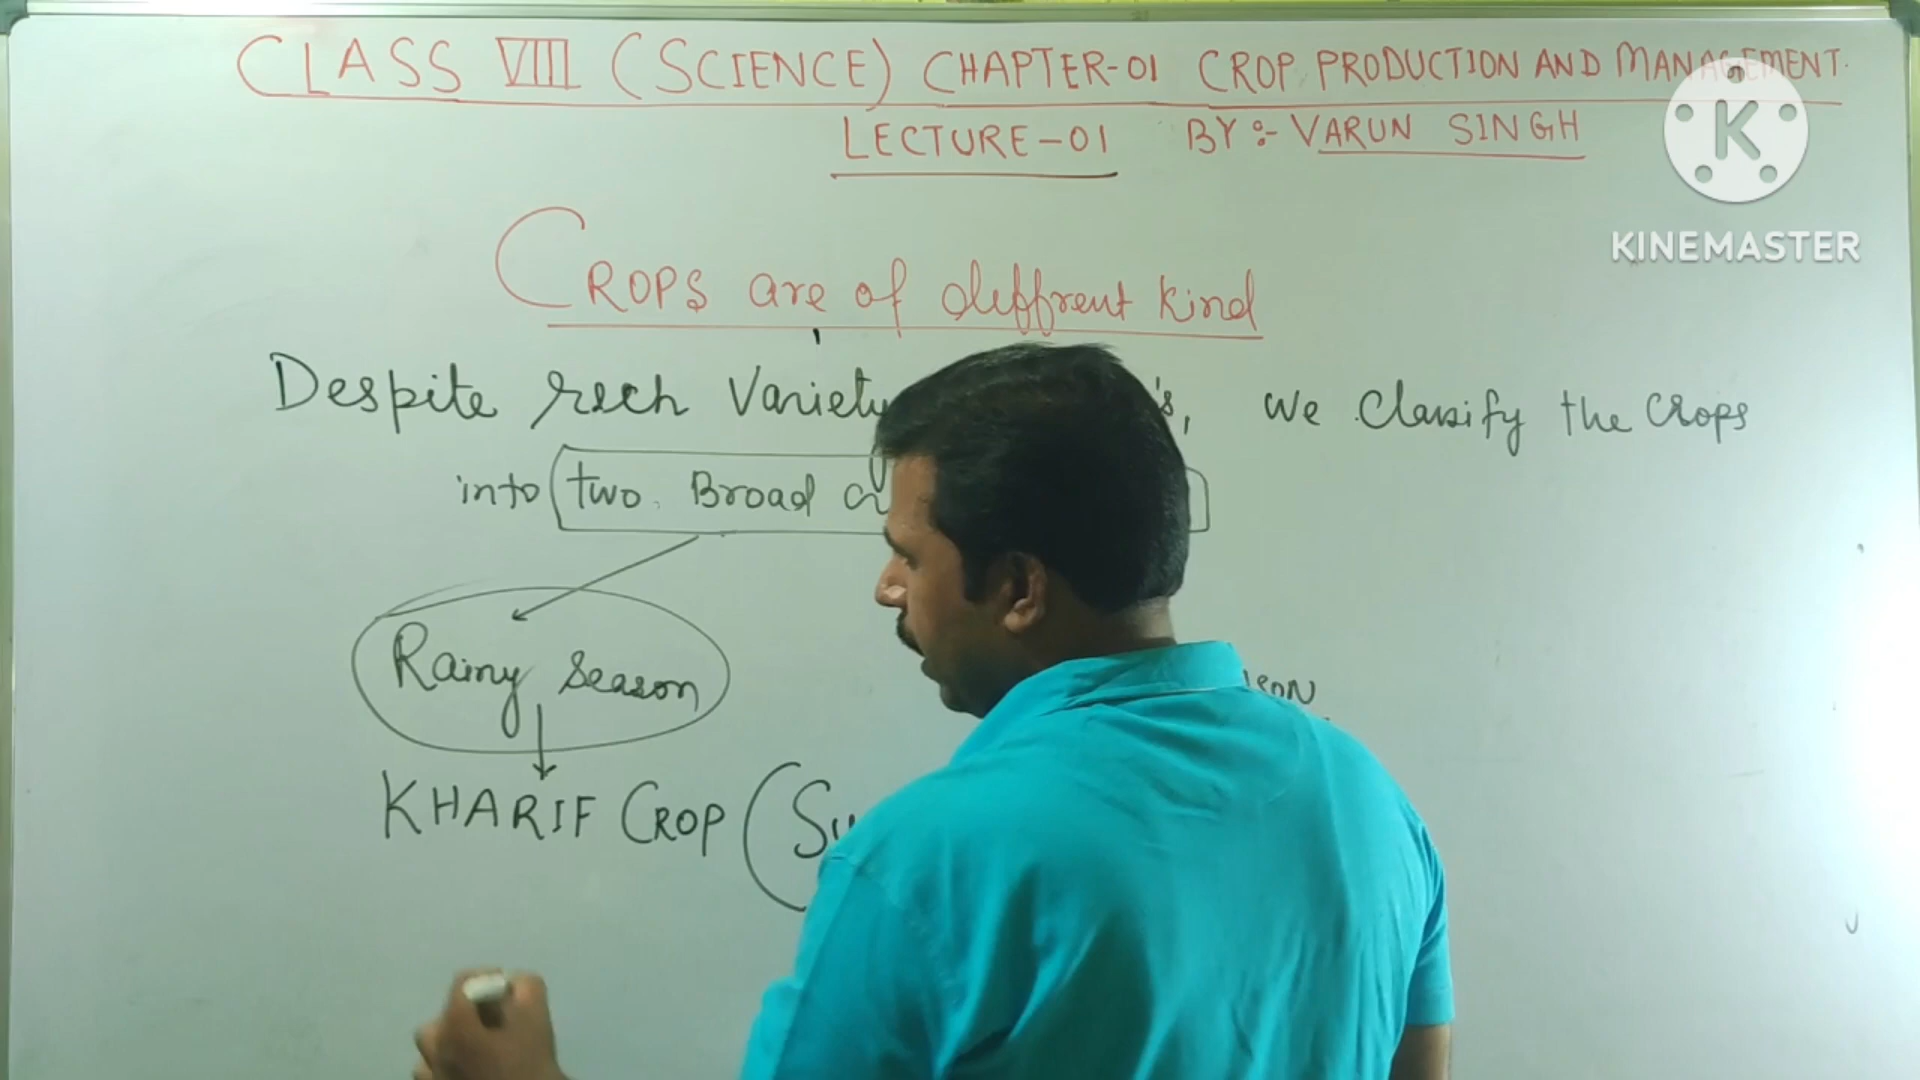 CLASS VIII (SCIENCE) CHAPTER-01 CROP PRODUCTION AND MANAGEMENT.
LECTURE-01 BY:- VARUN SINGH
K
KINEMASTER
CROPS are of diffrent kind
Despite rich Variety we Classify the Crops
into two Broad
Rainy Season
KHARIF CROP (